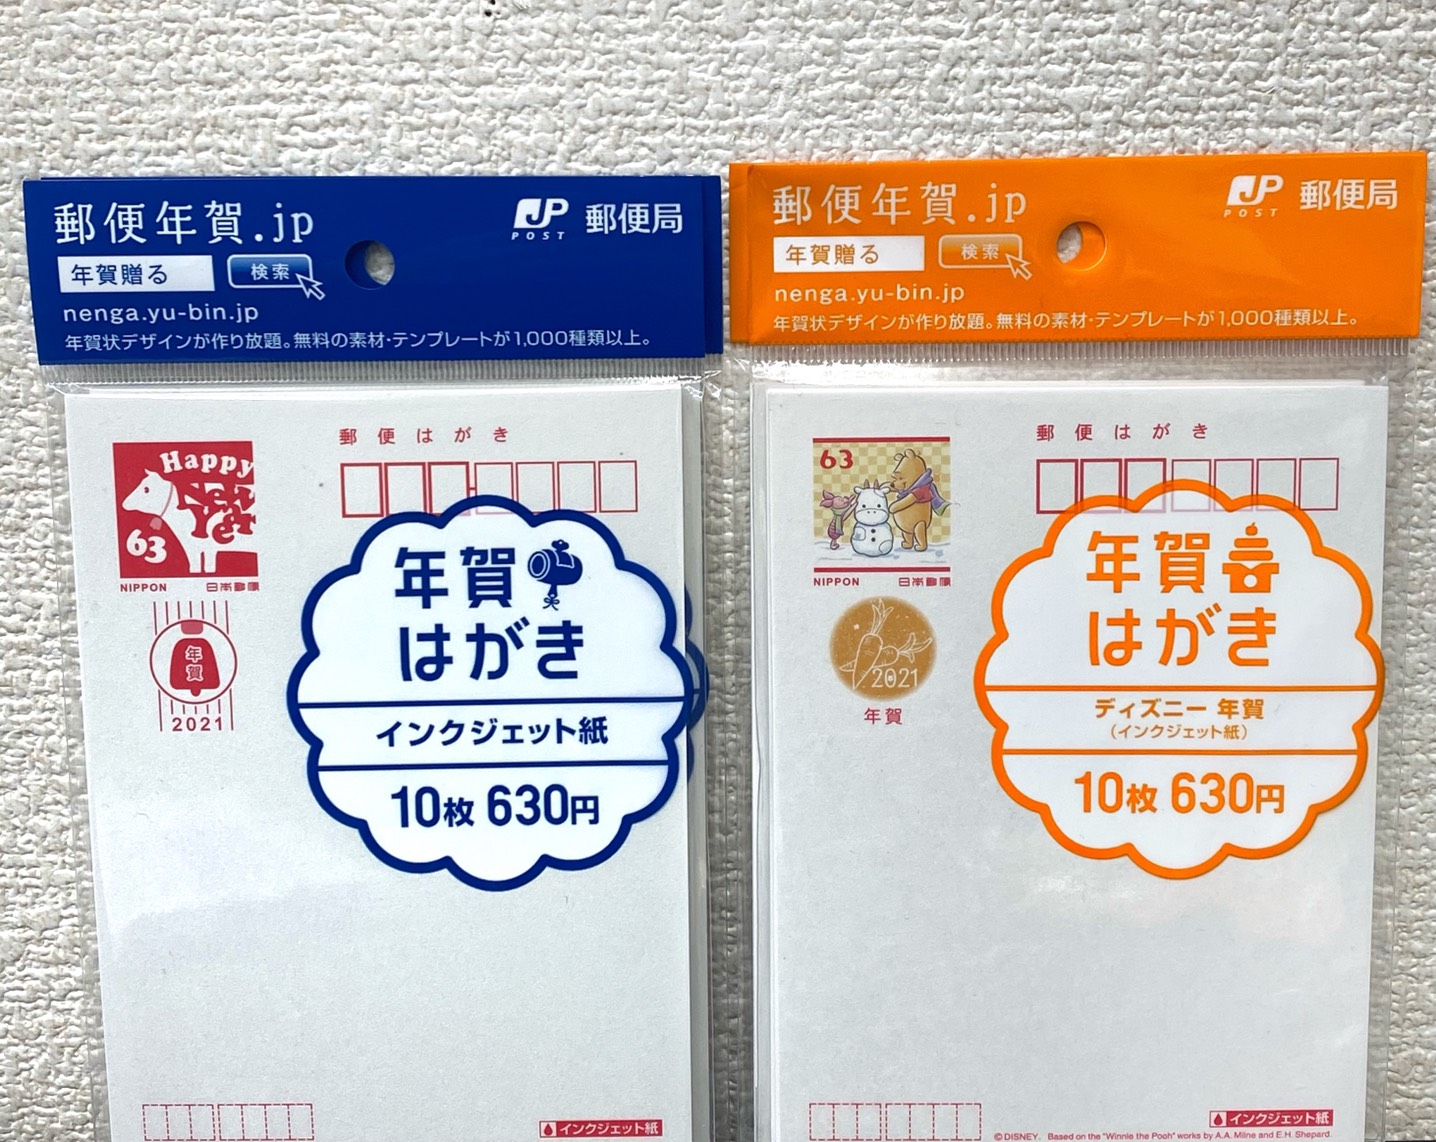 郵便年賀.jp
JP POST 郵便局
年賀贈る 検索
nenga.yu-bin.jp
年賀状デザインが作り放題。無料の素材・テンプレートが1,000種類以上。
郵便はがき
Happy
New
Year
63
NIPPON 日本郵便
年賀
2021
年賀
はがき
インクジェット紙
10枚 630円
インクジェット紙
郵便年賀.jp
JP POST 郵便局
年賀贈る 検索
nenga.yu-bin.jp
年賀状デザインが作り放題。無料の素材・テンプレートが1,000種類以上。
郵便はがき
63
NIPPON 日本郵便
2021
年賀
年賀
はがき
ディズニー 年賀
(インクジェット紙)
10枚 630円
インクジェット紙
©DISNEY. Based on the "Winnie the Pooh" works by A.A. Milne and E.H. Shepard.